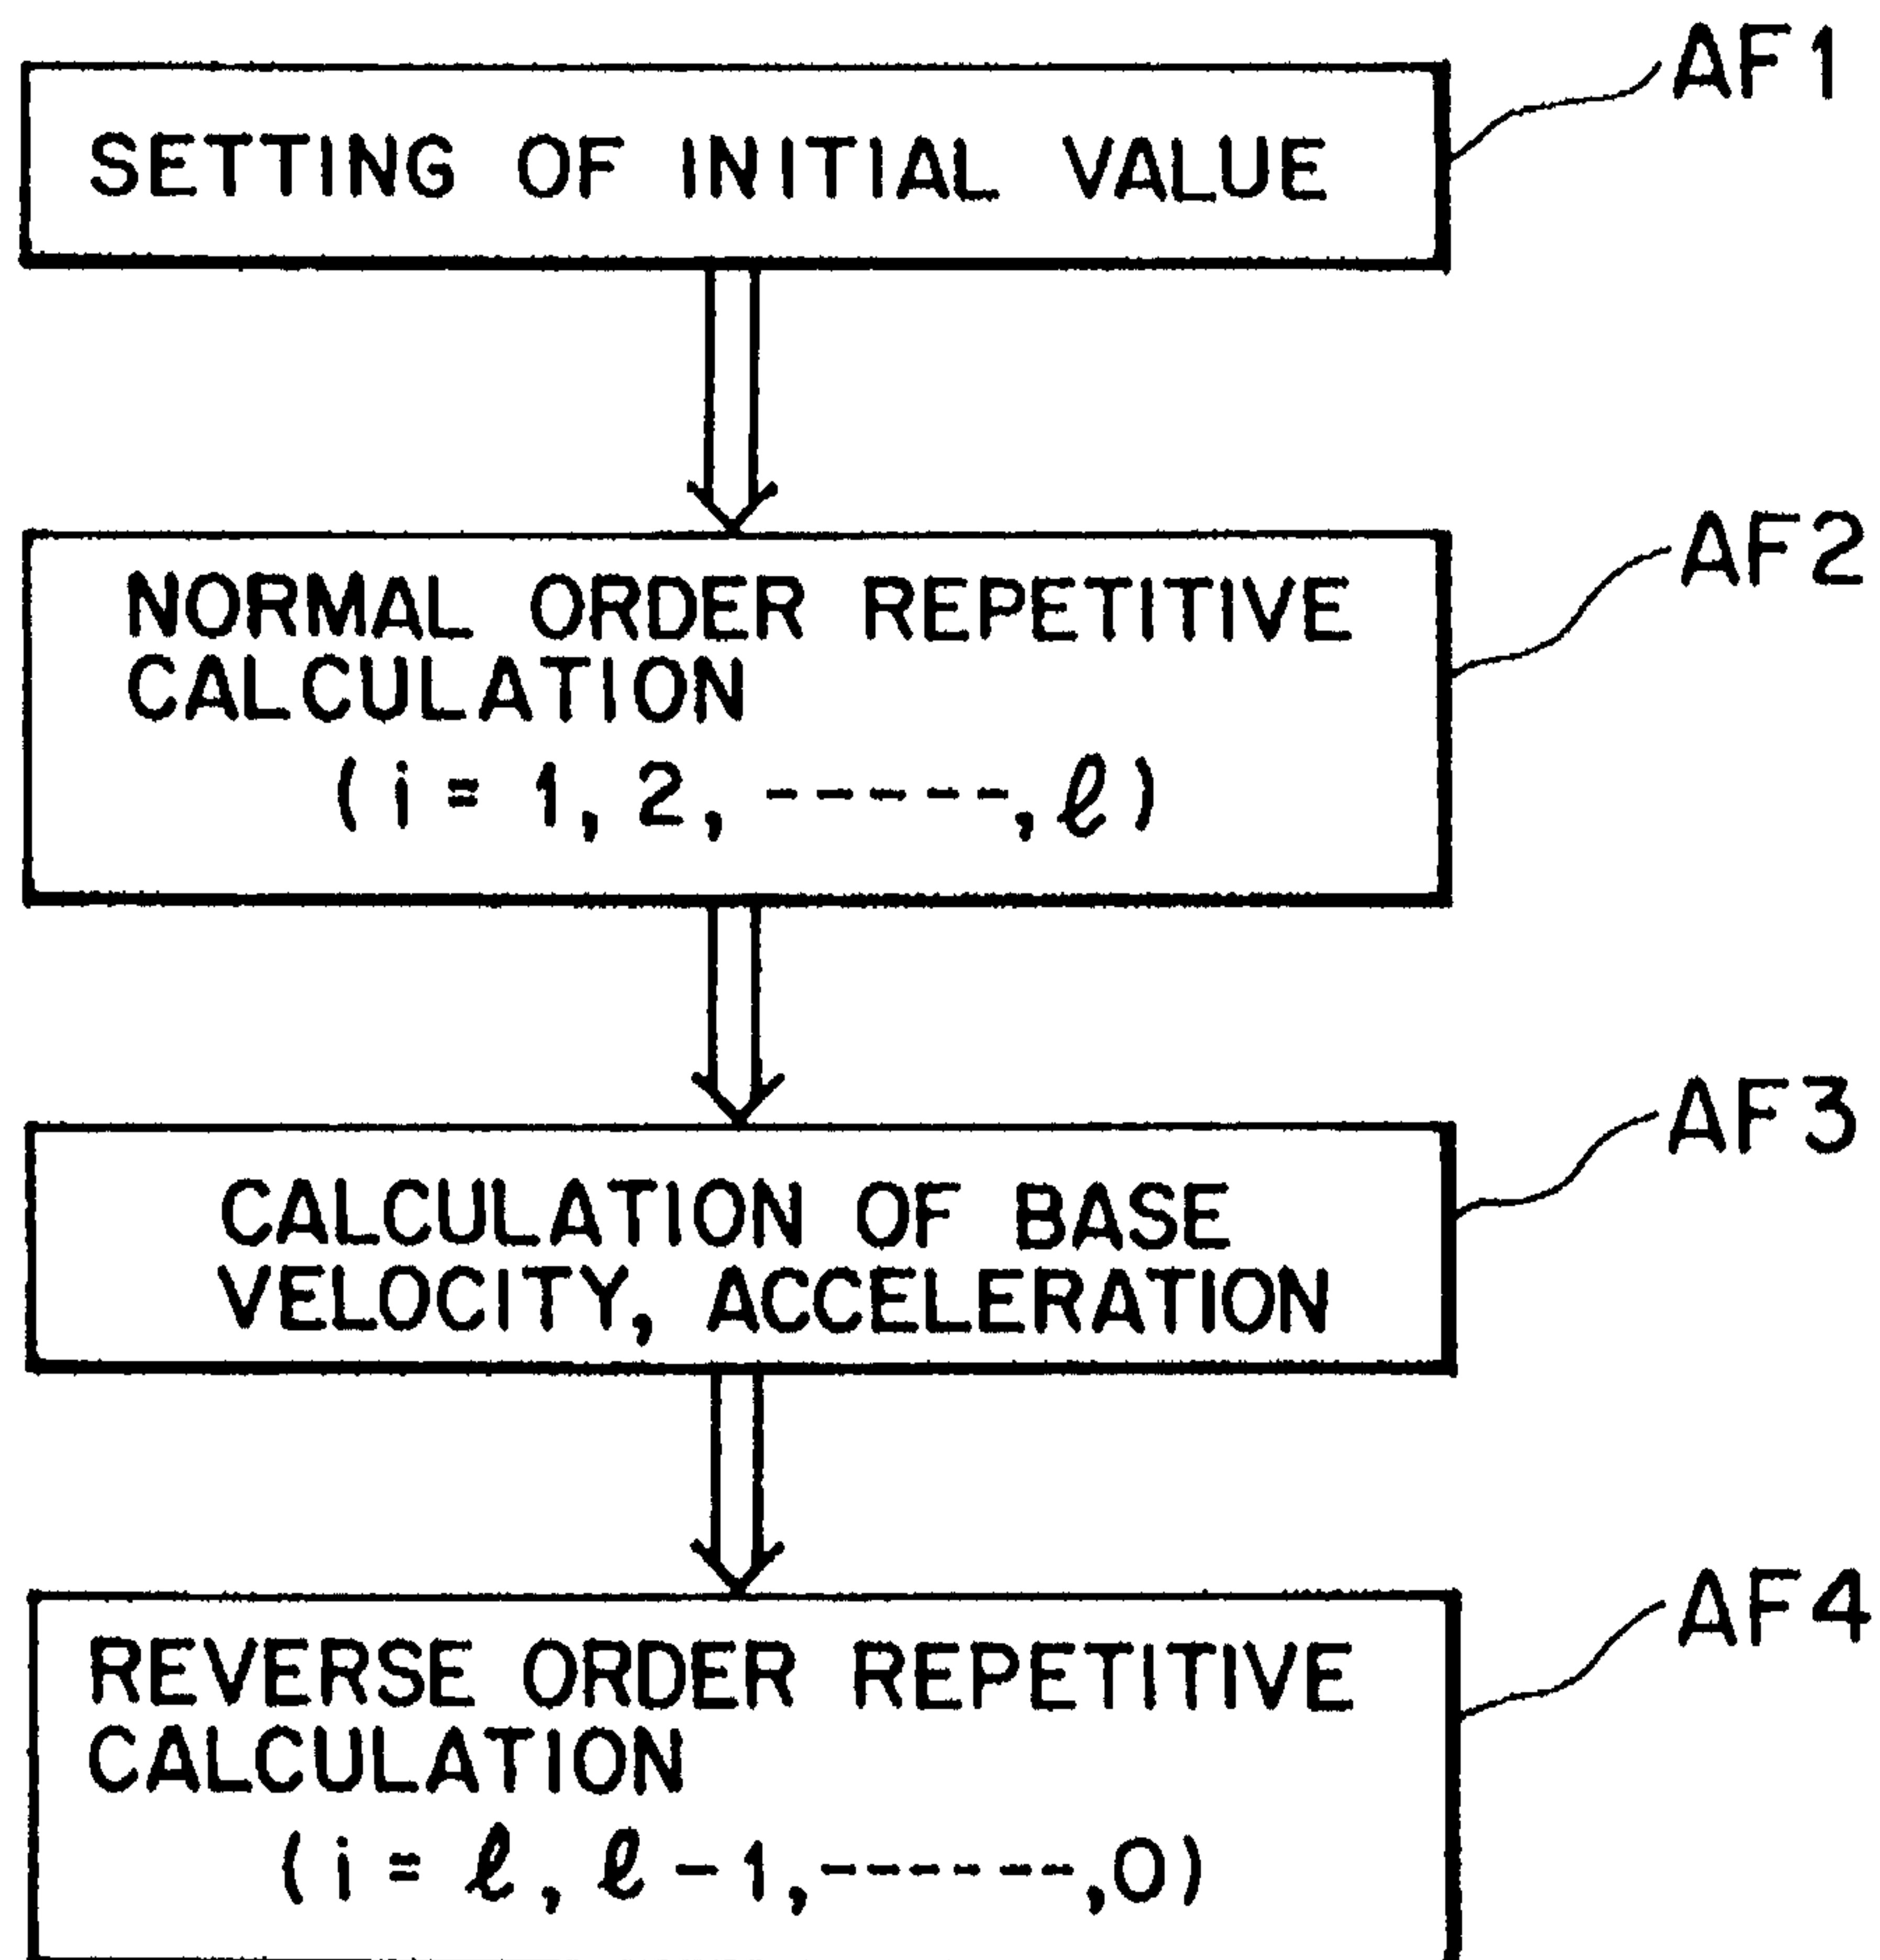 AF1
SETTING OF INITIAL VALUE
AF2
NORMAL ORDER REPETITIVE
CALCULATION
(i = 1, 2, -----, ℓ)
AF3
CALCULATION OF BASE
VELOCITY, ACCELERATION
AF4
REVERSE ORDER REPETITIVE
CALCULATION
(i = ℓ, ℓ - 1, ------, 0)